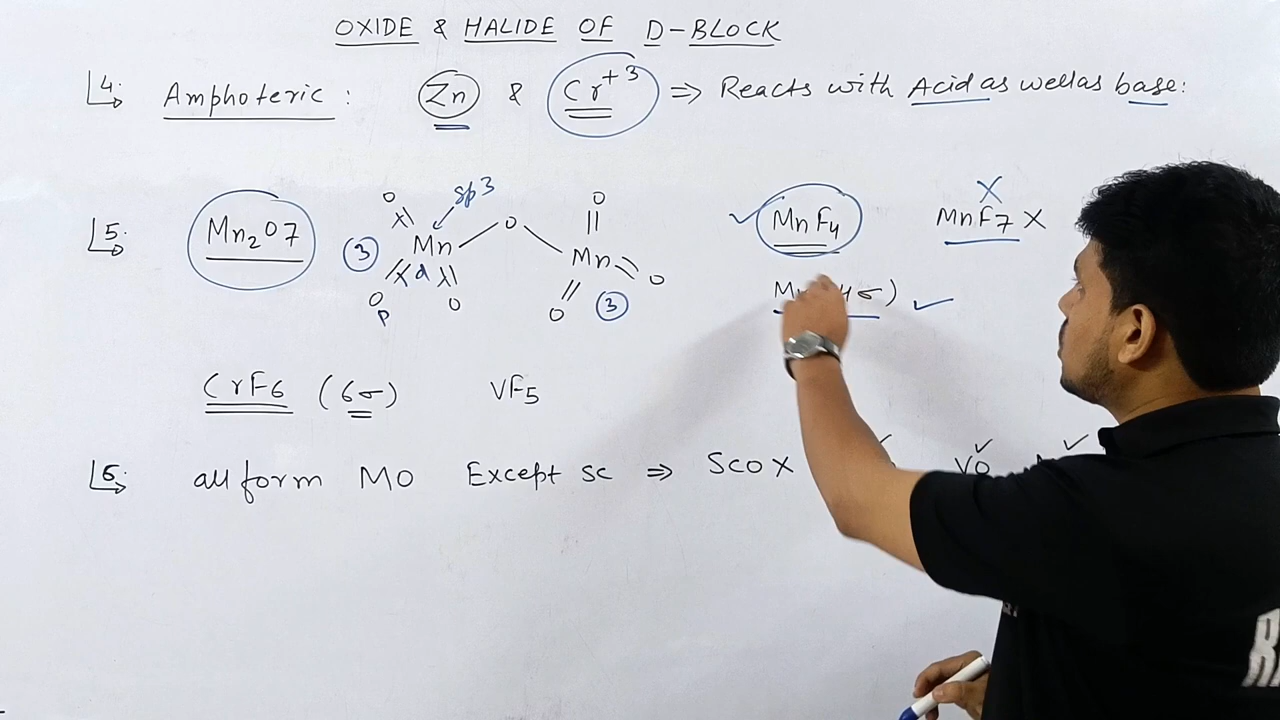 OXIDE & HALIDE OF D-BLOCK
4. Amphoteric : Zn & Cr+3 ⇒ Reacts with Acid as well as base:
sp3
O O X
5. Mn2O7 3 Mn O Mn O MnF4 MnF7 X
d
O O O 3
p
CrF6 (6σ) VF5
6. all form MO Except Sc ⇒ ScO X VO